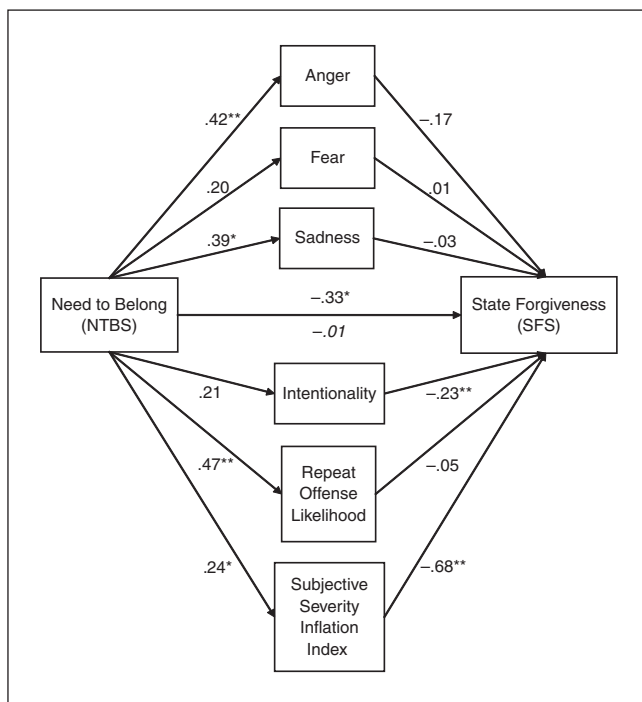 Anger
.42**
–.17
Fear
.20
.01
Sadness
.39*
–.03
Need to Belong
(NTBS)
–.33*
–.01
State Forgiveness
(SFS)
.21
Intentionality
–.23**
.47**
Repeat
Offense
Likelihood
–.05
.24*
Subjective
Severity
Inflation
Index
–.68**